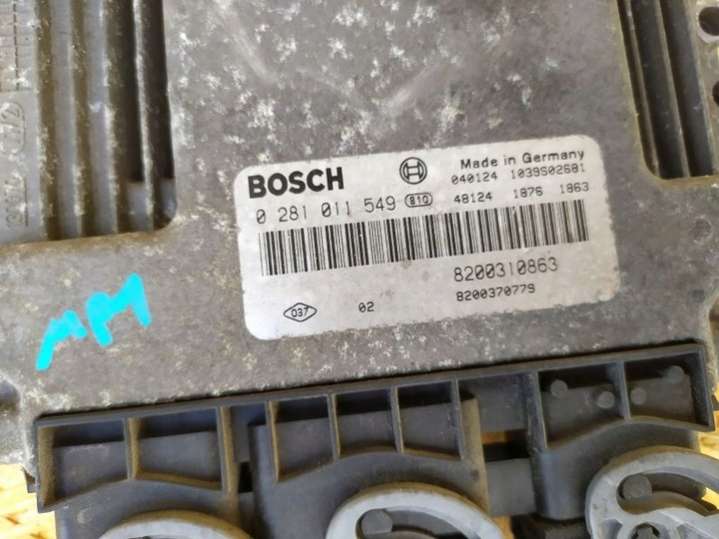 BOSCH
Made in Germany
040124 1039S02681
0 281 011 549 810 48124 1876 1863
8200310863
037 02 8200370779
MM